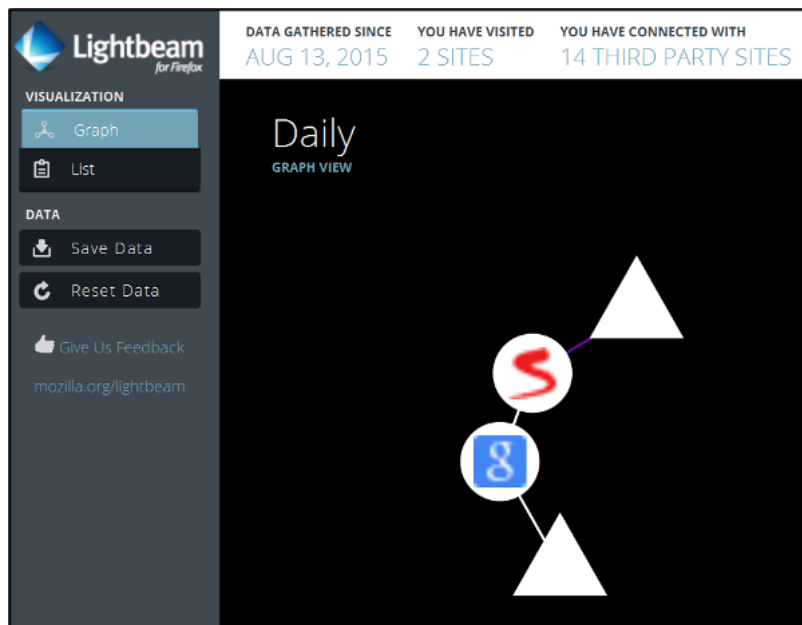 Lightbeam
for Firefox
DATA GATHERED SINCE
AUG 13, 2015
YOU HAVE VISITED
2 SITES
YOU HAVE CONNECTED WITH
14 THIRD PARTY SITES
VISUALIZATION
Graph
List
DATA
Save Data
Reset Data
Give Us Feedback
mozilla.org/lightbeam
Daily
GRAPH VIEW
S
g